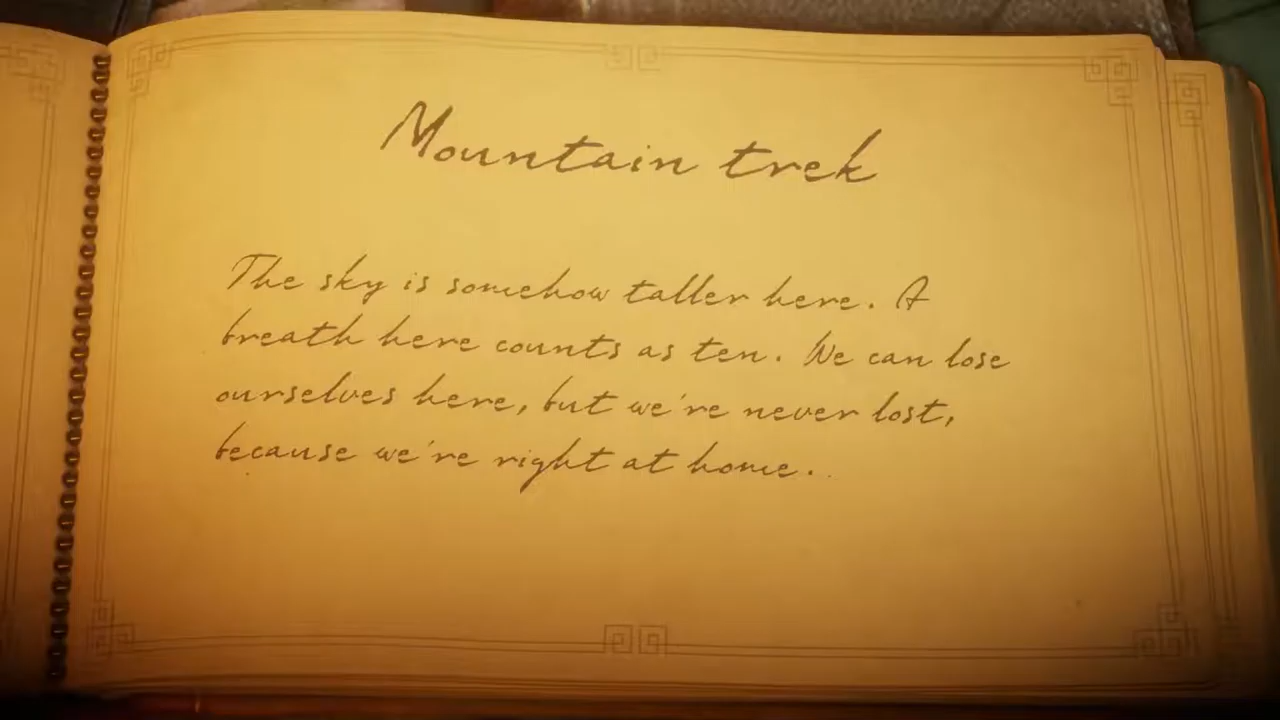 Mountain trek
The sky is somehow taller here. A
breath here counts as ten. We can lose
ourselves here, but we're never lost,
because we're right at home.